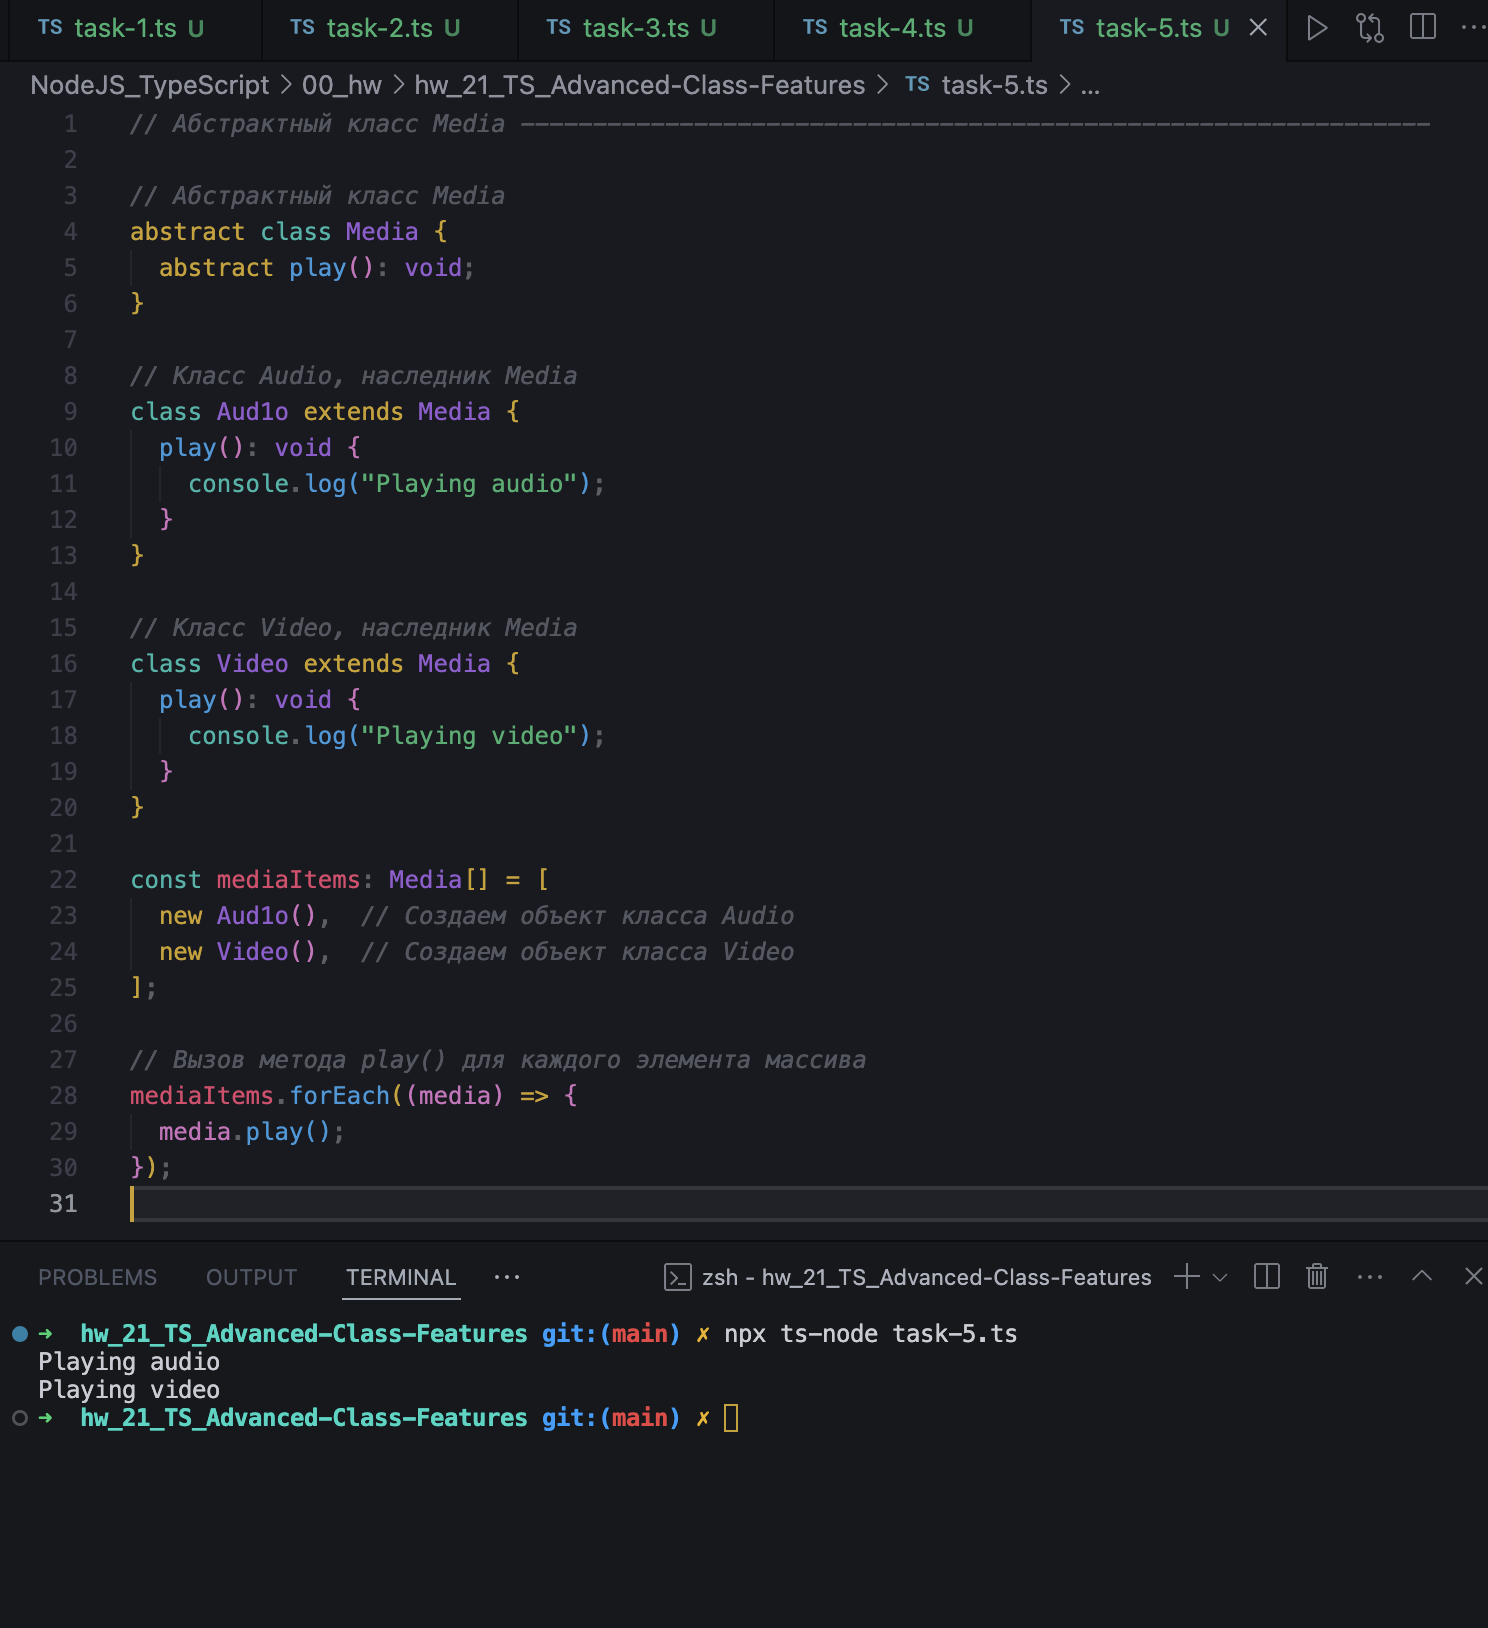 TS task-1.ts U TS task-2.ts U TS task-3.ts U TS task-4.ts U TS task-5.ts U
NodeJS_TypeScript > 00_hw > hw_21_TS_Advanced-Class-Features > TS task-5.ts > ...
1 // Абстрактный класс Media ---------------------------------------------------------------
2
3 // Абстрактный класс Media
4 abstract class Media {
5 abstract play(): void;
6 }
7
8 // Класс Audio, наследник Media
9 class Aud1o extends Media {
10 play(): void {
11 console.log("Playing audio");
12 }
13 }
14
15 // Класс Video, наследник Media
16 class Video extends Media {
17 play(): void {
18 console.log("Playing video");
19 }
20 }
21
22 const mediaItems: Media[] = [
23 new Aud1o(), // Создаем объект класса Audio
24 new Video(), // Создаем объект класса Video
25 ];
26
27 // Вызов метода play() для каждого элемента массива
28 mediaItems.forEach((media) => {
29 media.play();
30 });
31
PROBLEMS OUTPUT TERMINAL ··· zsh - hw_21_TS_Advanced-Class-Features
➜ hw_21_TS_Advanced-Class-Features git:(main) ✗ npx ts-node task-5.ts
Playing audio
Playing video
➜ hw_21_TS_Advanced-Class-Features git:(main) ✗